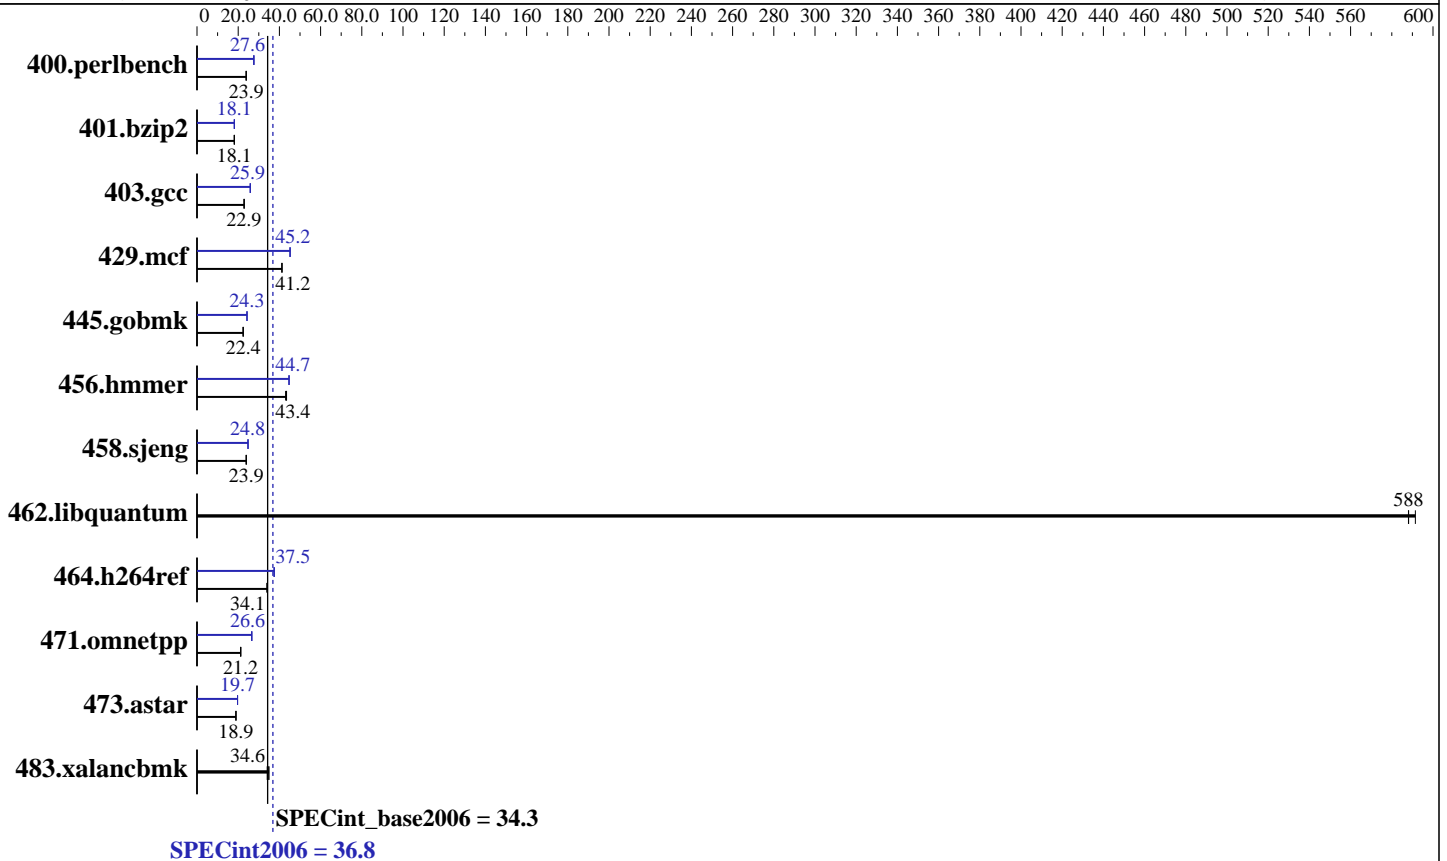 0 20.0 40.0 60.0 80.0 100 120 140 160 180 200 220 240 260 280 300 320 340 360 380 400 420 440 460 480 500 520 540 560 600
27.6
400.perlbench
23.9
18.1
401.bzip2
18.1
25.9
403.gcc
22.9
45.2
429.mcf
41.2
24.3
445.gobmk
22.4
44.7
456.hmmer
43.4
24.8
458.sjeng
23.9
588
462.libquantum
37.5
464.h264ref
34.1
26.6
471.omnetpp
21.2
19.7
473.astar
18.9
34.6
483.xalancbmk
SPECint_base2006 = 34.3
SPECint2006 = 36.8